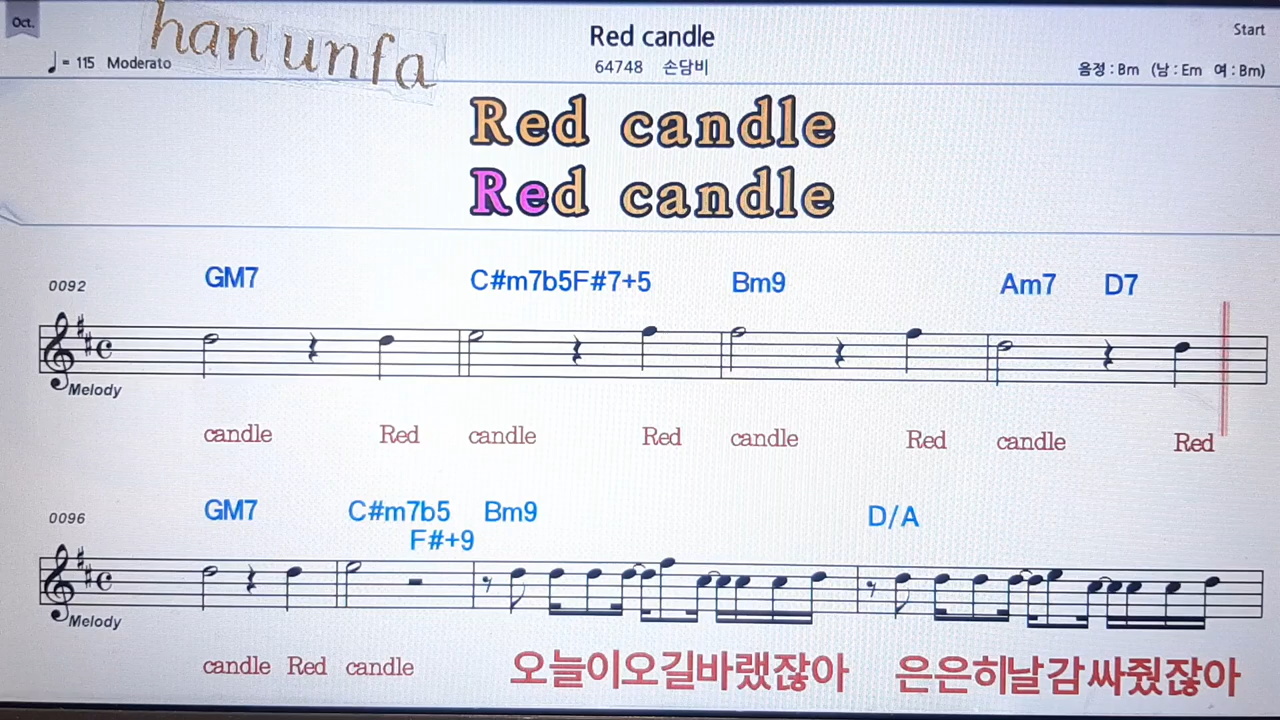 Oct.
han unfa
Red candle
Start
♩= 115 Moderato
64748 손담비
음정 : Bm (남 : Em 여 : Bm)
Red candle
Red candle
0092
GM7 C#m7b5F#7+5 Bm9 Am7 D7
Melody
candle Red candle Red candle Red candle Red
0096
GM7 C#m7b5 Bm9 D/A
F#+9
Melody
candle Red candle 오늘이오길바랬잖아 은은히날감싸줬잖아